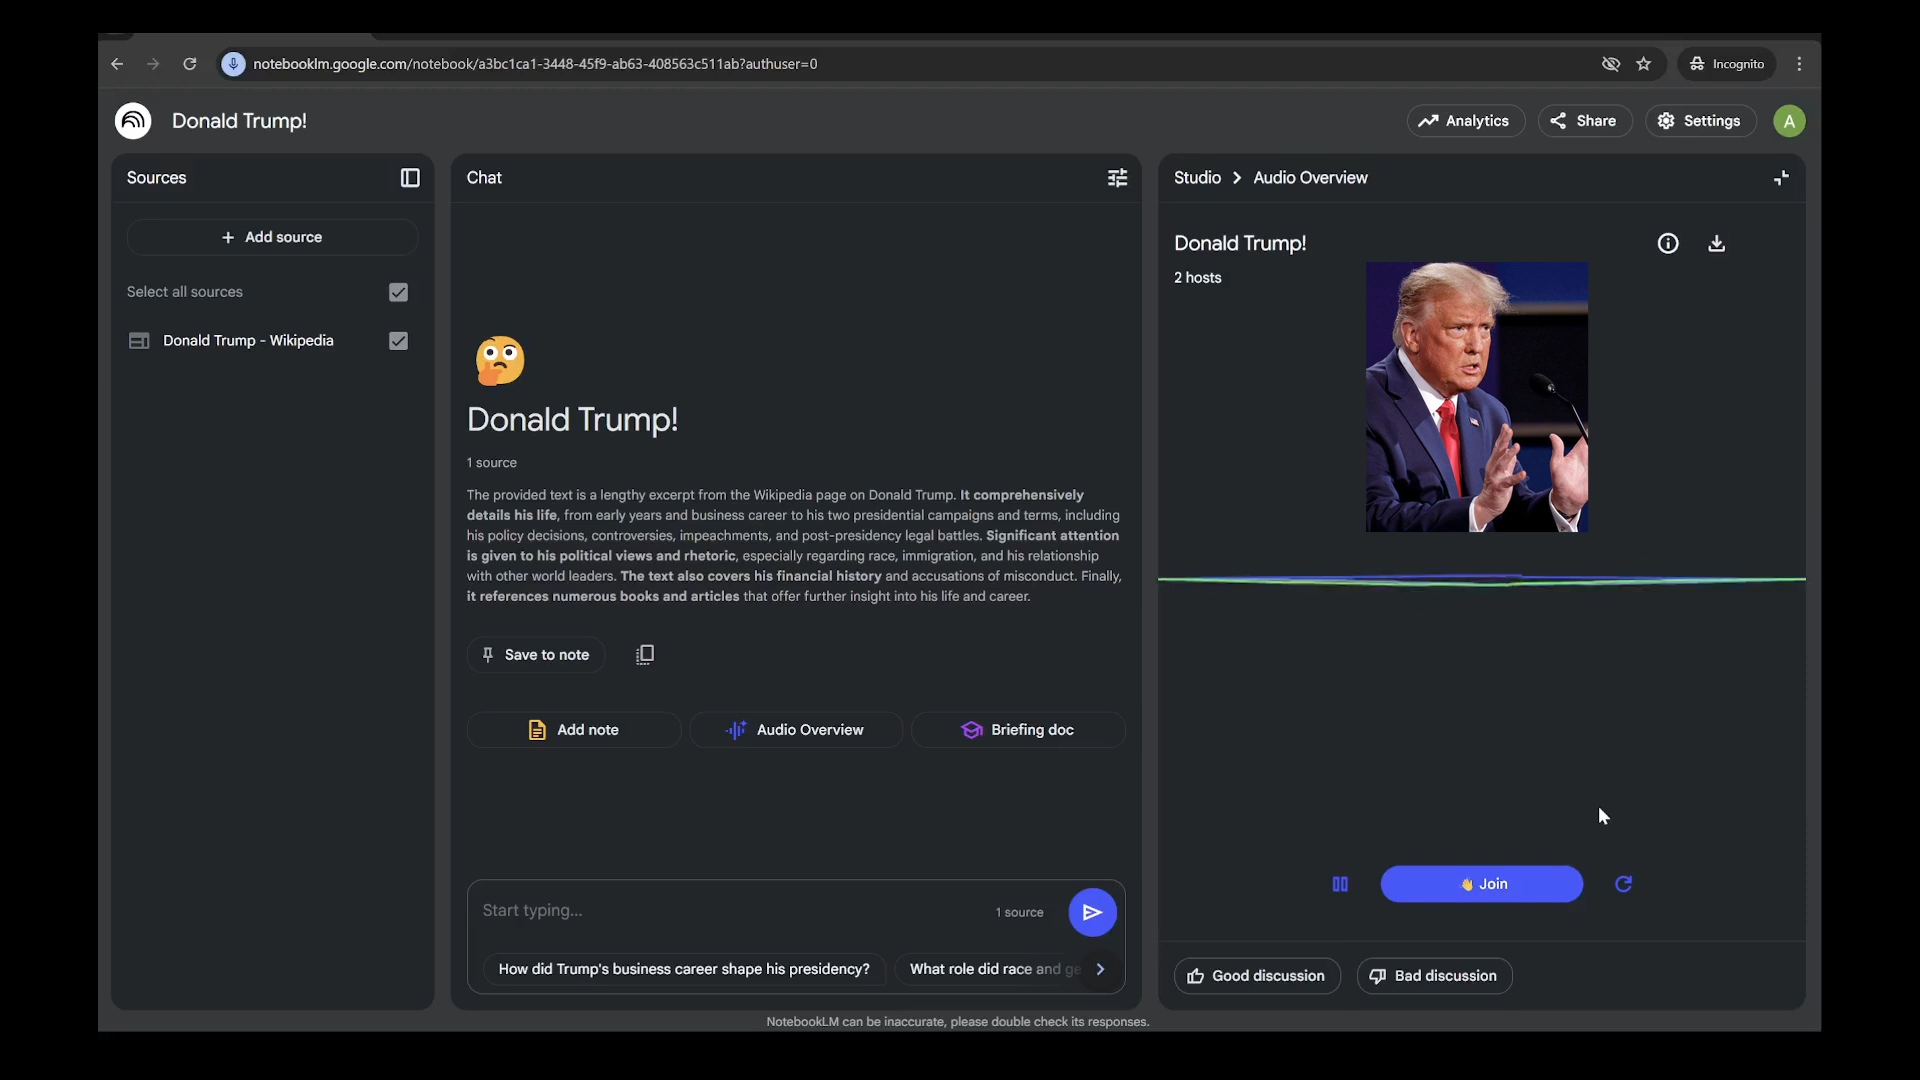 notebooklm.google.com/notebook/a3bc1ca1-3448-45f9-ab63-408563c511ab?authuser=0
Incognito
Donald Trump!
Analytics
Share
Settings
A
Sources
Add source
Select all sources
Donald Trump - Wikipedia
Chat
Donald Trump!
1 source
The provided text is a lengthy excerpt from the Wikipedia page on Donald Trump. It comprehensively
details his life, from early years and business career to his two presidential campaigns and terms, including
his policy decisions, controversies, impeachments, and post-presidency legal battles. Significant attention
is given to his political views and rhetoric, especially regarding race, immigration, and his relationship
with other world leaders. The text also covers his financial history and accusations of misconduct. Finally,
it references numerous books and articles that offer further insight into his life and career.
Save to note
Add note
Audio Overview
Briefing doc
Start typing...
1 source
How did Trump's business career shape his presidency?
What role did race and ge
Studio > Audio Overview
Donald Trump!
2 hosts
Join
Good discussion
Bad discussion
NotebookLM can be inaccurate, please double check its responses.